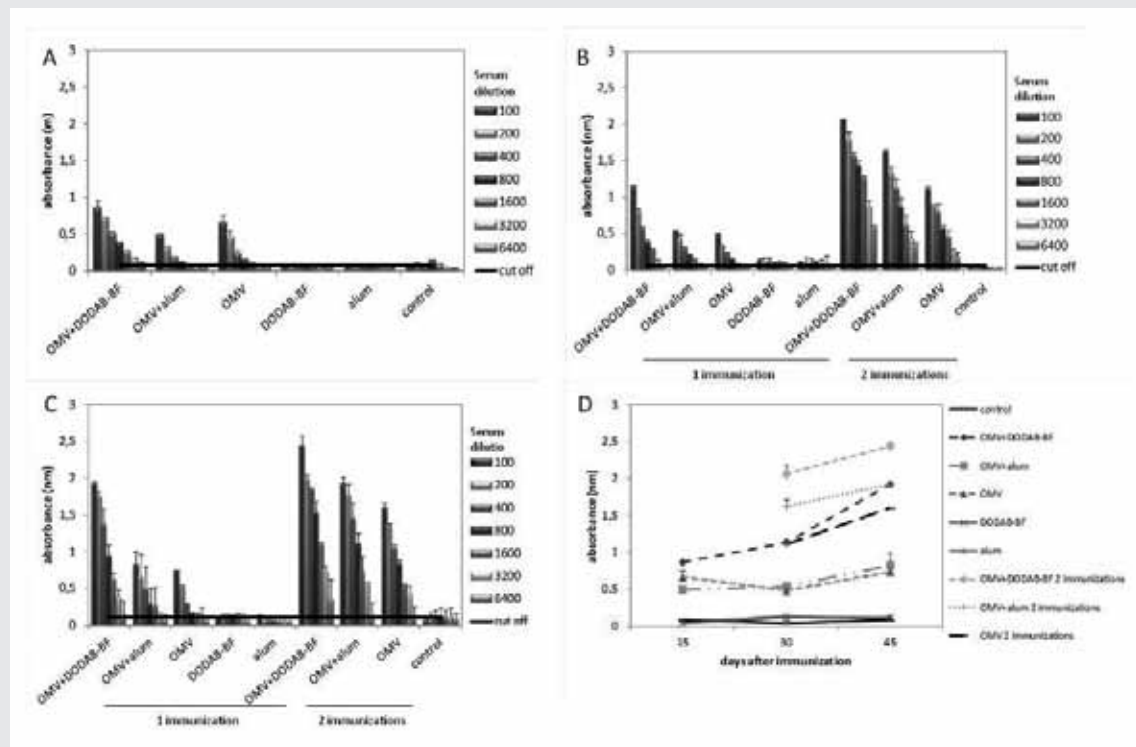 A
3
2,5
2
1,5
1
0,5
0
absorbance (nm)
OMV+DODAB-BF
OMV+alum
OMV
DODAB-BF
alum
control
Serum
dilution
100
200
400
800
1600
3200
6400
cut off
B
3
2,5
2
1,5
1
0,5
0
absorbance (nm)
OMV+DODAB-BF
OMV+alum
OMV
DODAB-BF
alum
OMV+DODAB-BF
OMV+alum
OMV
control
1 immunization
2 immunizations
Serum
dilution
100
200
400
800
1600
3200
6400
cut off
C
3
2,5
2
1,5
1
0,5
0
absorbance (nm)
OMV+DODAB-BF
OMV+alum
OMV
DODAB-BF
alum
OMV+DODAB-BF
OMV+alum
OMV
control
1 immunization
2 immunizations
Serum
dilutio
100
200
400
800
1600
3200
6400
cut off
D
3
2,5
2
1,5
1
0,5
0
absorbance (nm)
15
30
45
days after immunization
control
OMV+DODAB-BF
OMV+alum
OMV
DODAB-BF
alum
OMV+DODAB-BF 2 immunizations
OMV+alum 2 immunizations
OMV 2 immunizations